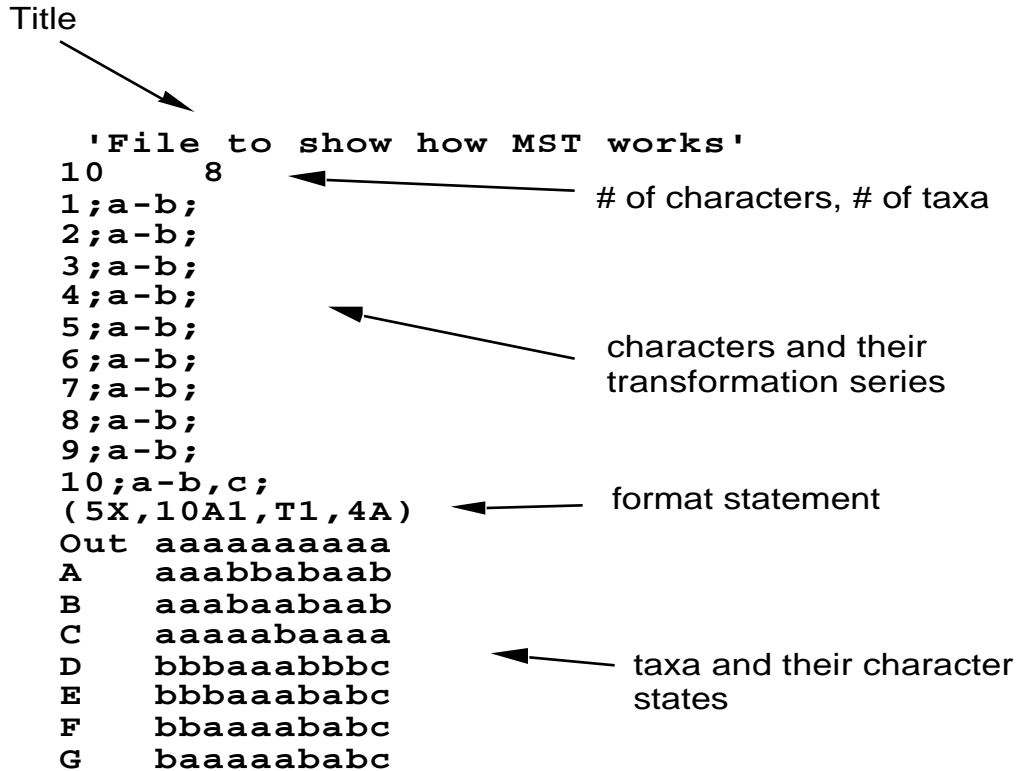 Title
'File to show how MST works'
10 8
# of characters, # of taxa
1;a-b;
2;a-b;
3;a-b;
4;a-b;
5;a-b;
6;a-b;
7;a-b;
8;a-b;
9;a-b;
10;a-b,c;
characters and their
transformation series
(5X,10A1,T1,4A)
format statement
Out aaaaaaaaaa
A aaabbabaab
B aaabaabaab
C aaaaabaaaa
D bbbaaabbbc
E bbbaaababc
F bbaaaababc
G baaaaababc
taxa and their character
states